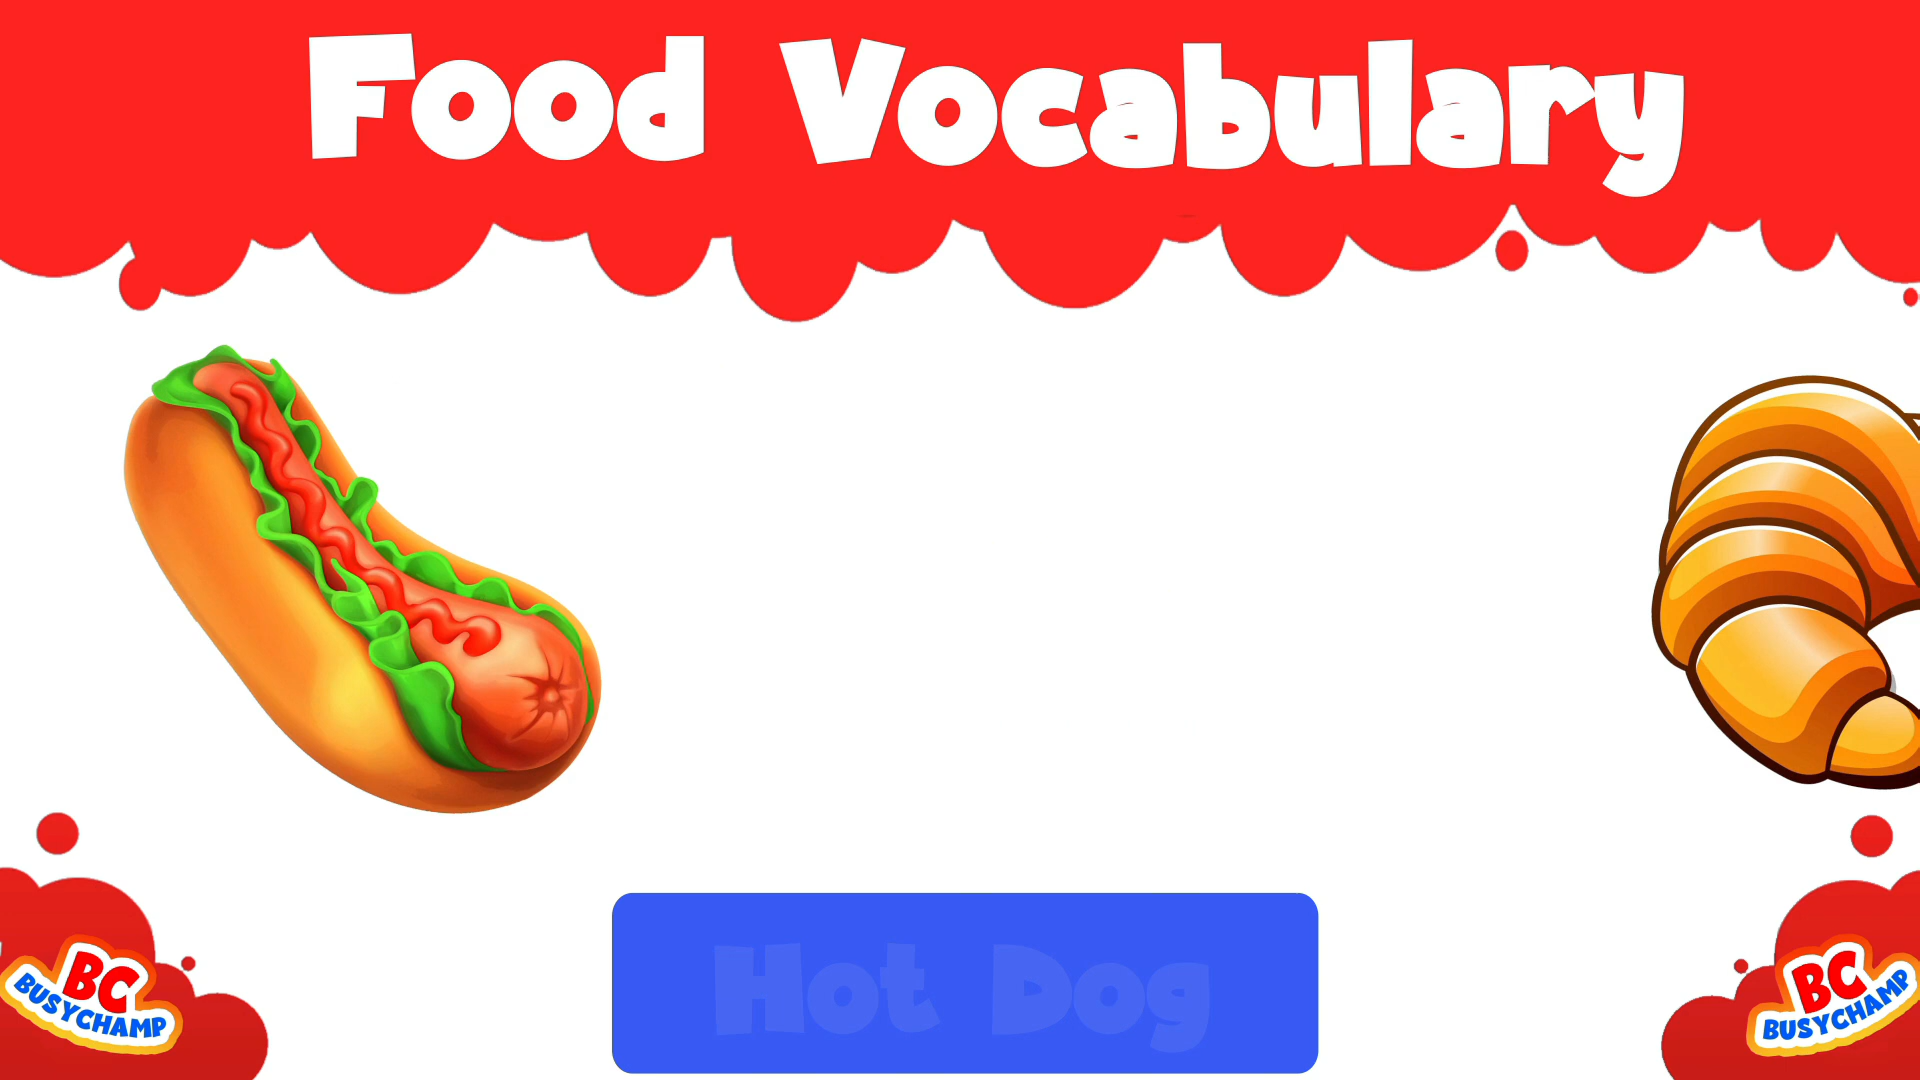 Food Vocabulary
Hot Dog
BC
BUSYCHAMP
BC
BUSYCHAMP